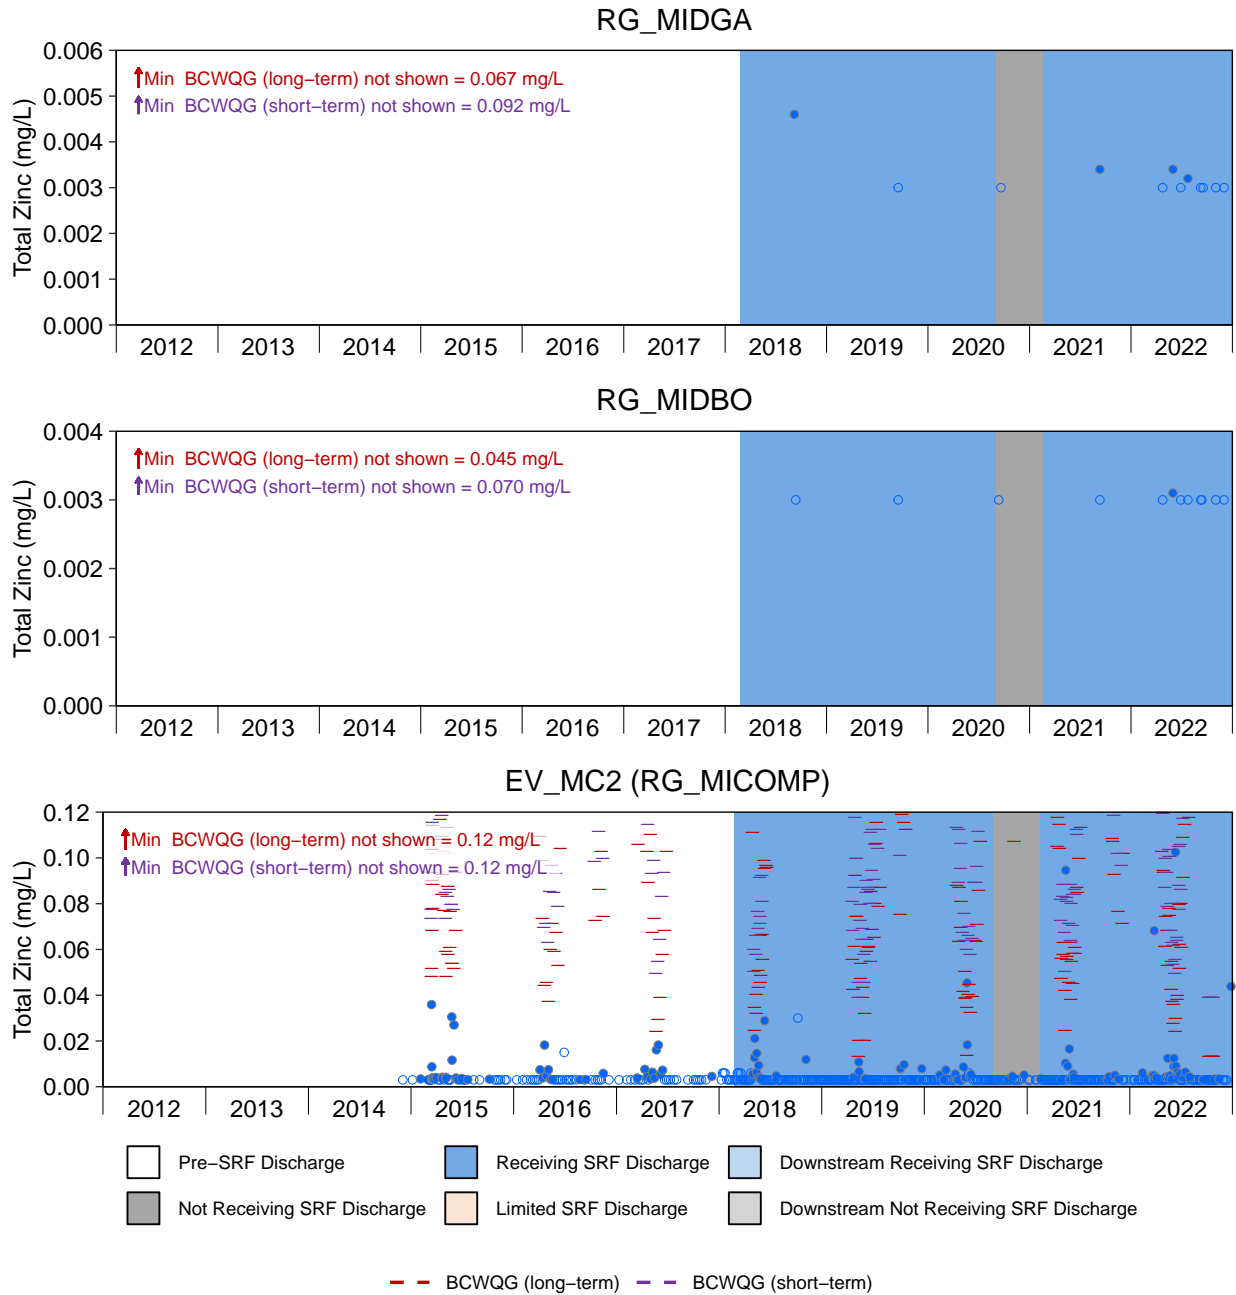 RG_MIDGA
Total Zinc (mg/L)
0.006
0.005
0.004
0.003
0.002
0.001
0.000
↑Min BCWQG (long−term) not shown = 0.067 mg/L
↑Min BCWQG (short−term) not shown = 0.092 mg/L
2012 2013 2014 2015 2016 2017 2018 2019 2020 2021 2022
RG_MIDBO
Total Zinc (mg/L)
0.004
0.003
0.002
0.001
0.000
↑Min BCWQG (long−term) not shown = 0.045 mg/L
↑Min BCWQG (short−term) not shown = 0.070 mg/L
2012 2013 2014 2015 2016 2017 2018 2019 2020 2021 2022
EV_MC2 (RG_MICOMP)
Total Zinc (mg/L)
0.12
0.10
0.08
0.06
0.04
0.02
0.00
↑Min BCWQG (long−term) not shown = 0.12 mg/L
↑Min BCWQG (short−term) not shown = 0.12 mg/L
2012 2013 2014 2015 2016 2017 2018 2019 2020 2021 2022
Pre−SRF Discharge Receiving SRF Discharge Downstream Receiving SRF Discharge
Not Receiving SRF Discharge Limited SRF Discharge Downstream Not Receiving SRF Discharge
BCWQG (long−term) BCWQG (short−term)